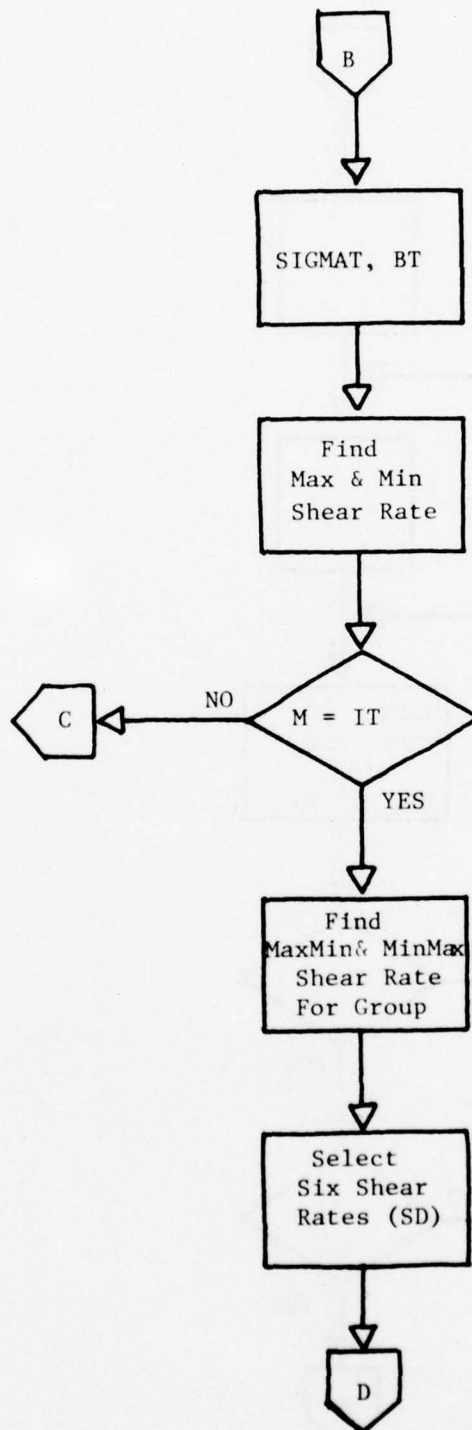 B
SIGMAT, BT
Find
Max & Min
Shear Rate
NO
C
M = IT
YES
Find
MaxMin& MinMax
Shear Rate
For Group
Select
Six Shear
Rates (SD)
D